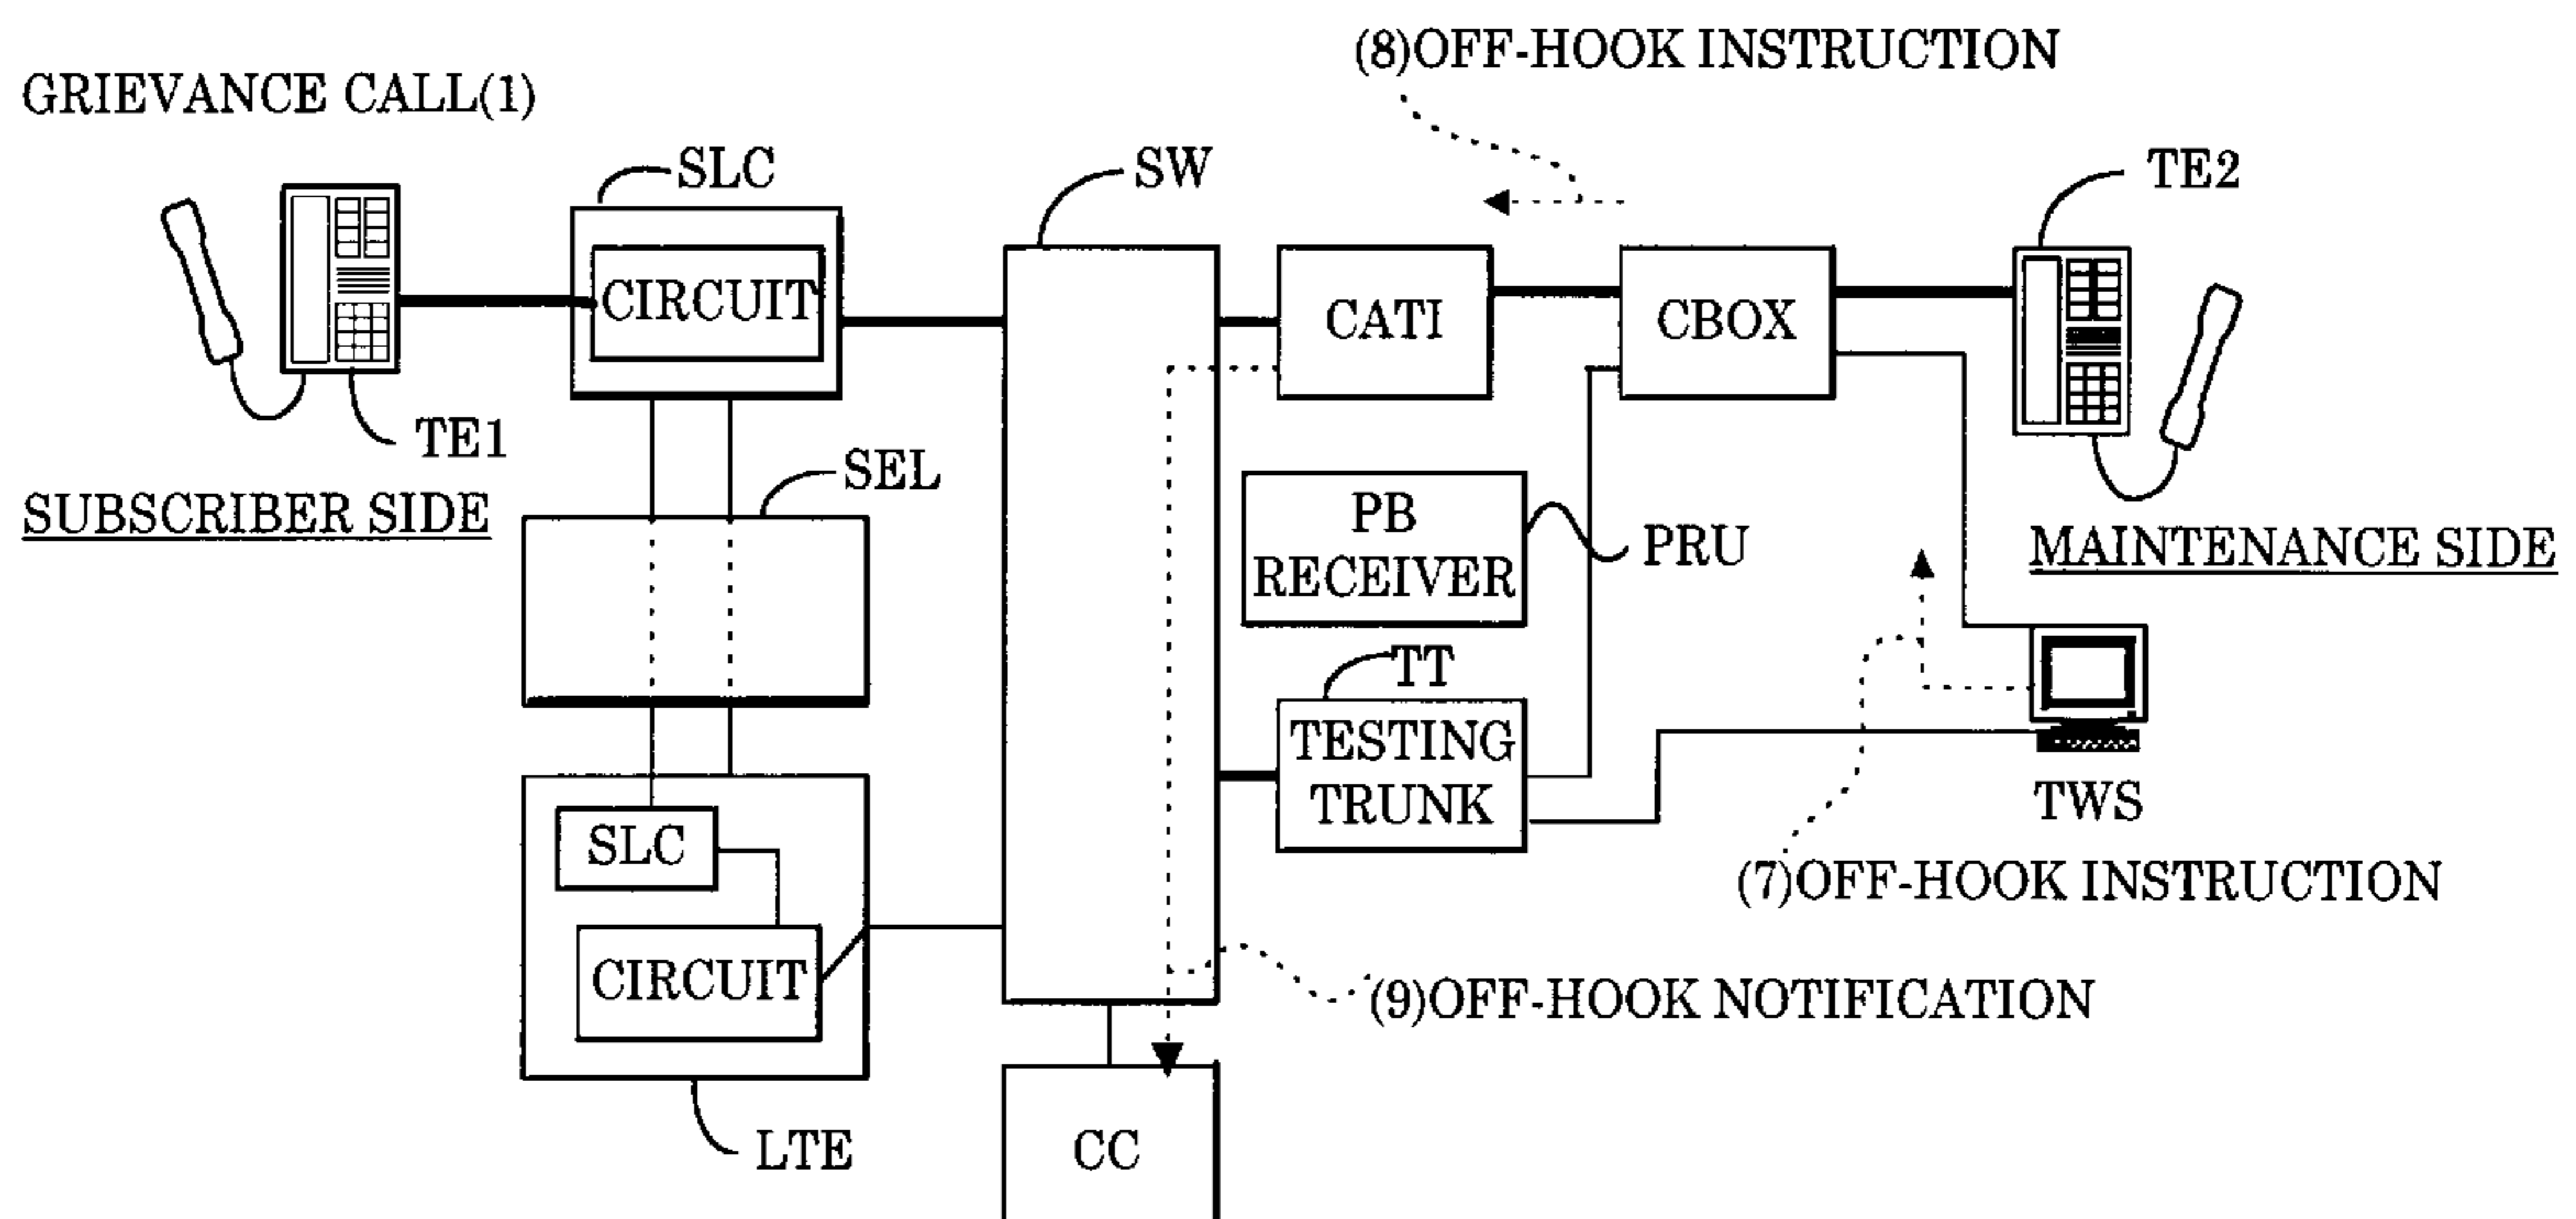 (8)OFF-HOOK INSTRUCTION
GRIEVANCE CALL(1)
SLC
SW
TE2
CIRCUIT
CATI
CBOX
TE1
SEL
SUBSCRIBER SIDE
PB
RECEIVER
PRU
MAINTENANCE SIDE
TT
TESTING
TRUNK
TWS
SLC
(7)OFF-HOOK INSTRUCTION
CIRCUIT
(9)OFF-HOOK NOTIFICATION
LTE
CC